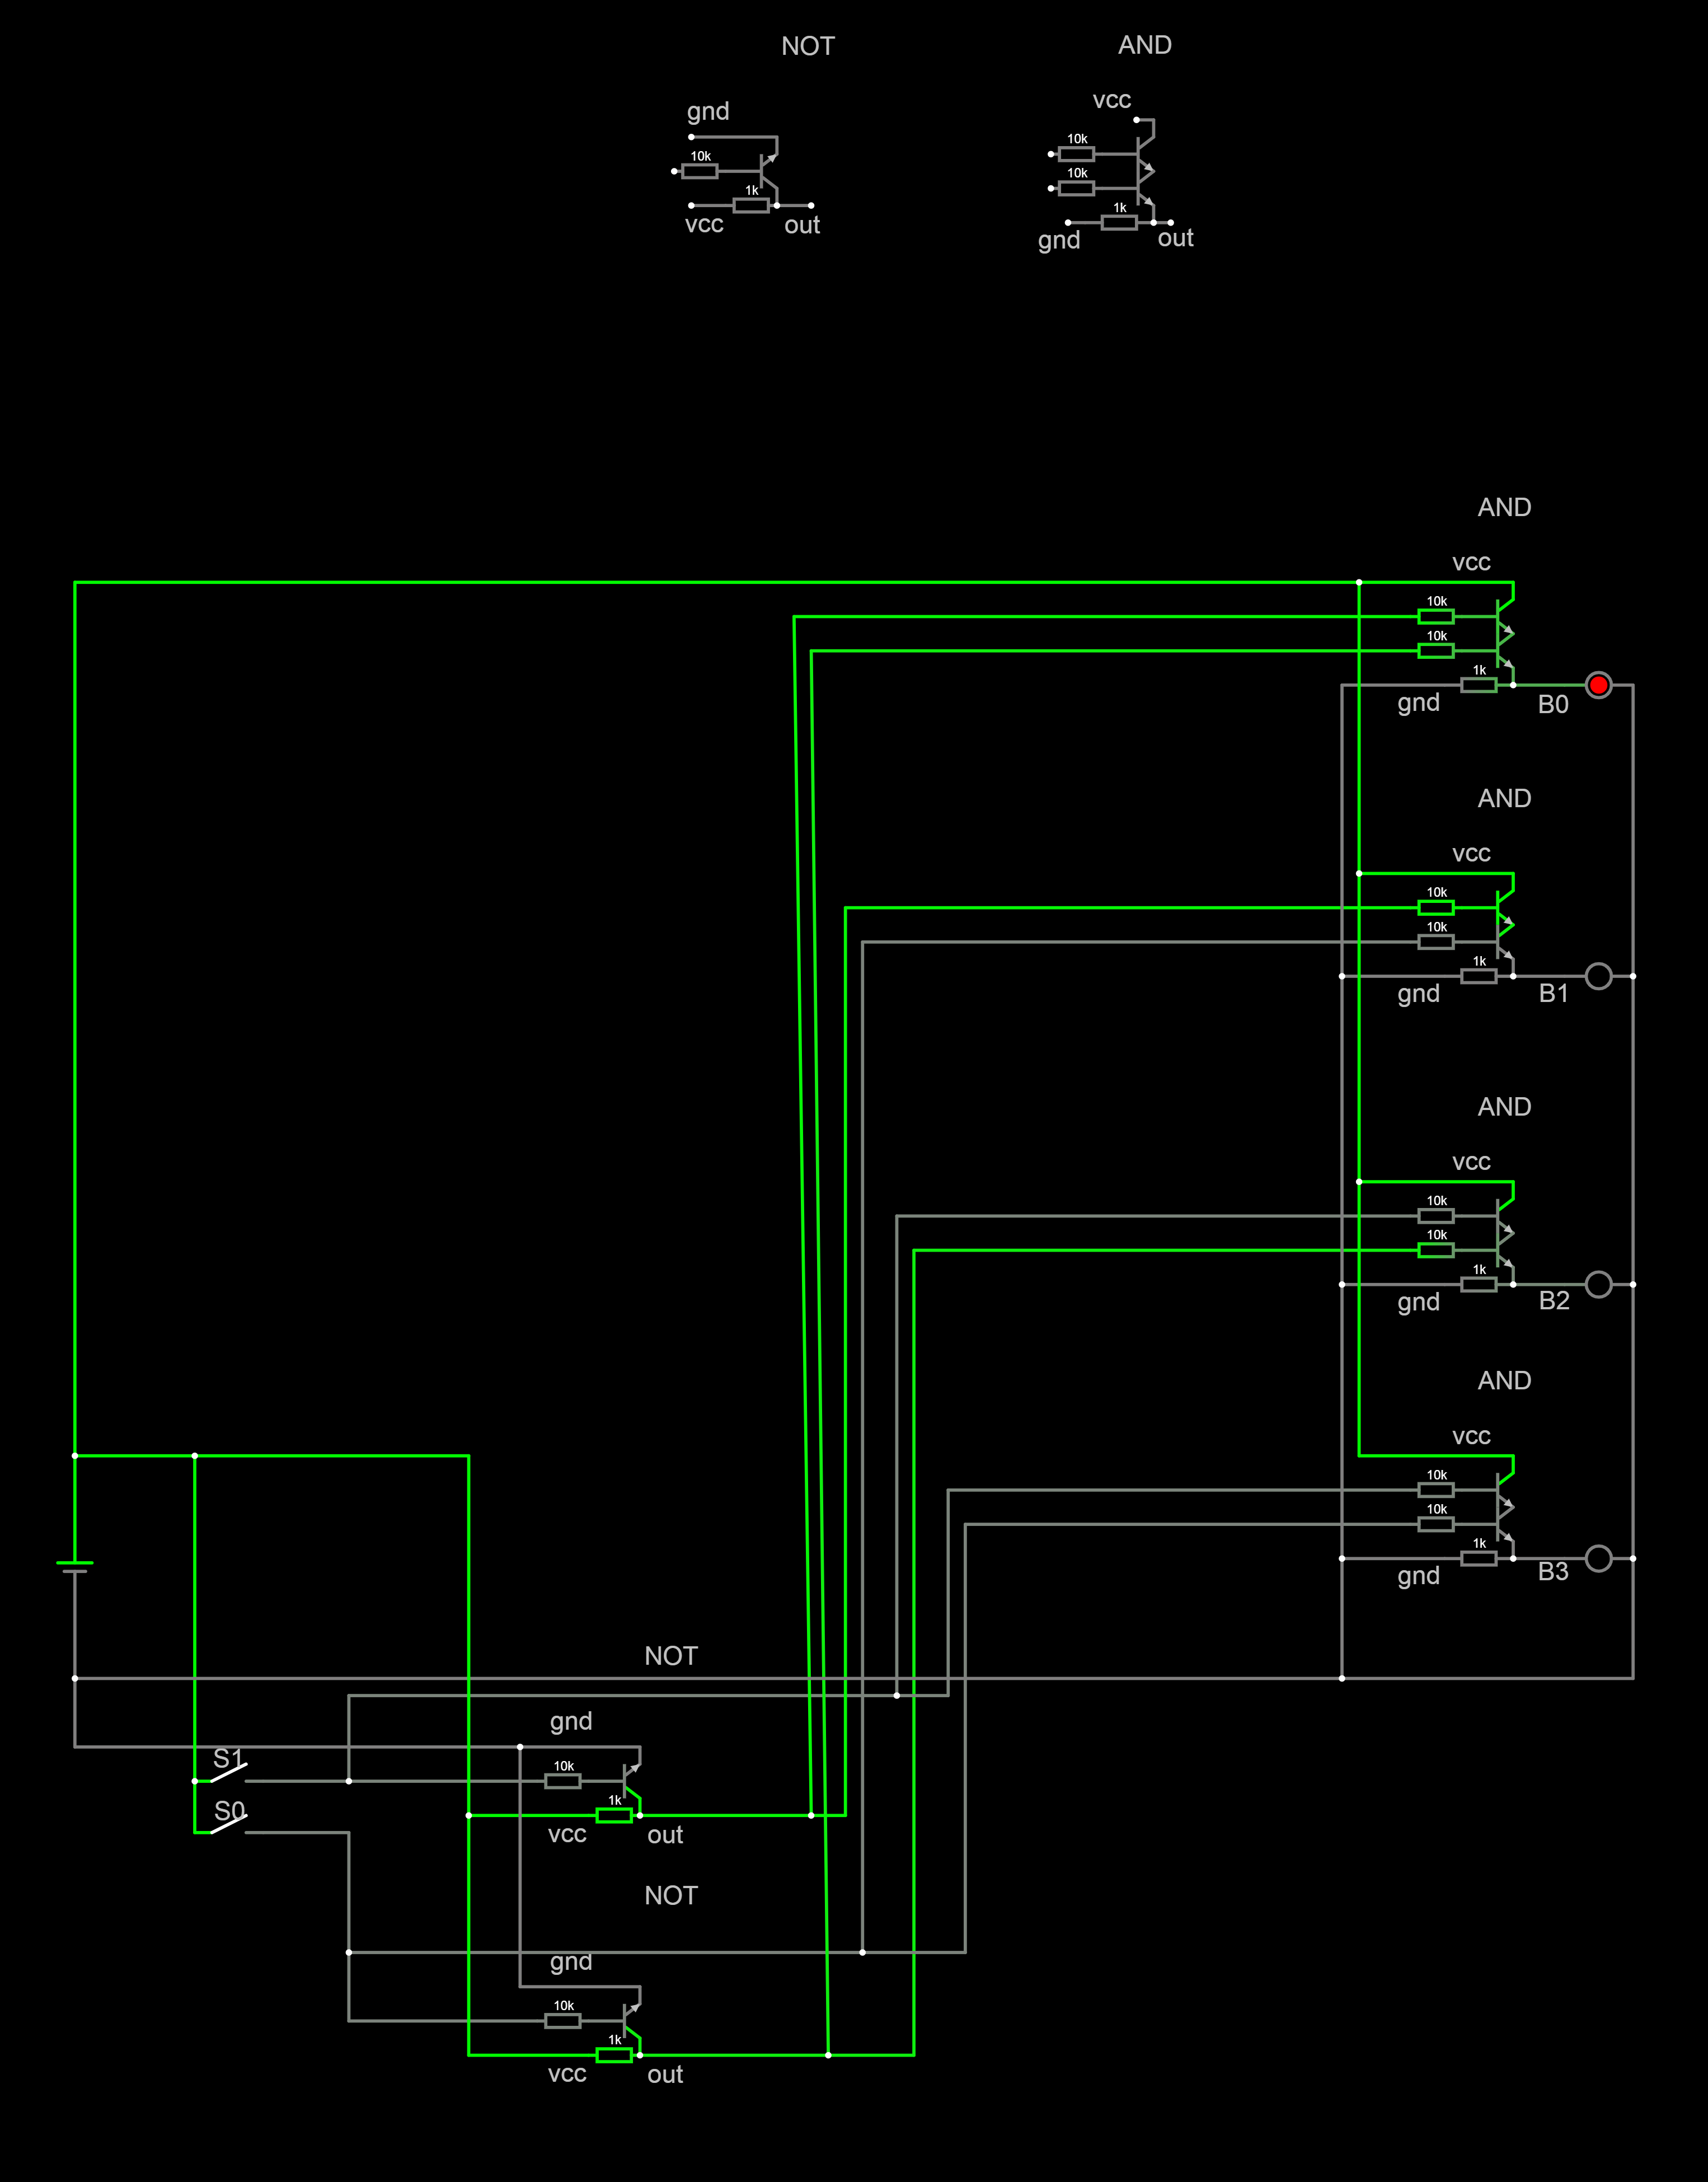 NOT
AND
gnd
vcc
10k
10k
10k
1k
1k
vcc
out
gnd
out
AND
vcc
10k
10k
1k
gnd
B0
AND
vcc
10k
10k
1k
gnd
B1
AND
vcc
10k
10k
1k
gnd
B2
AND
vcc
10k
10k
1k
gnd
B3
NOT
gnd
S1
10k
1k
S0
vcc
out
NOT
gnd
10k
1k
vcc
out